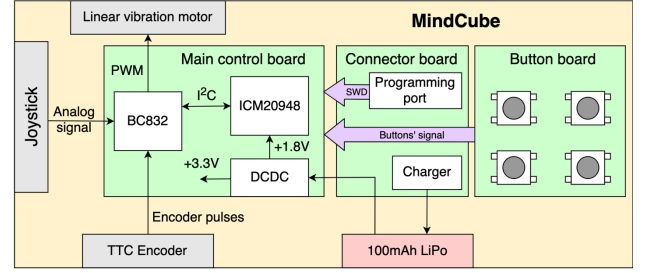 Linear vibration motor
MindCube
Main control board
Connector board
Button board
PWM
I²C
Programming
port
SWD
ICM20948
BC832
Joystick
Analog
signal
Buttons' signal
+1.8V
+3.3V
DCDC
Charger
Encoder pulses
TTC Encoder
100mAh LiPo